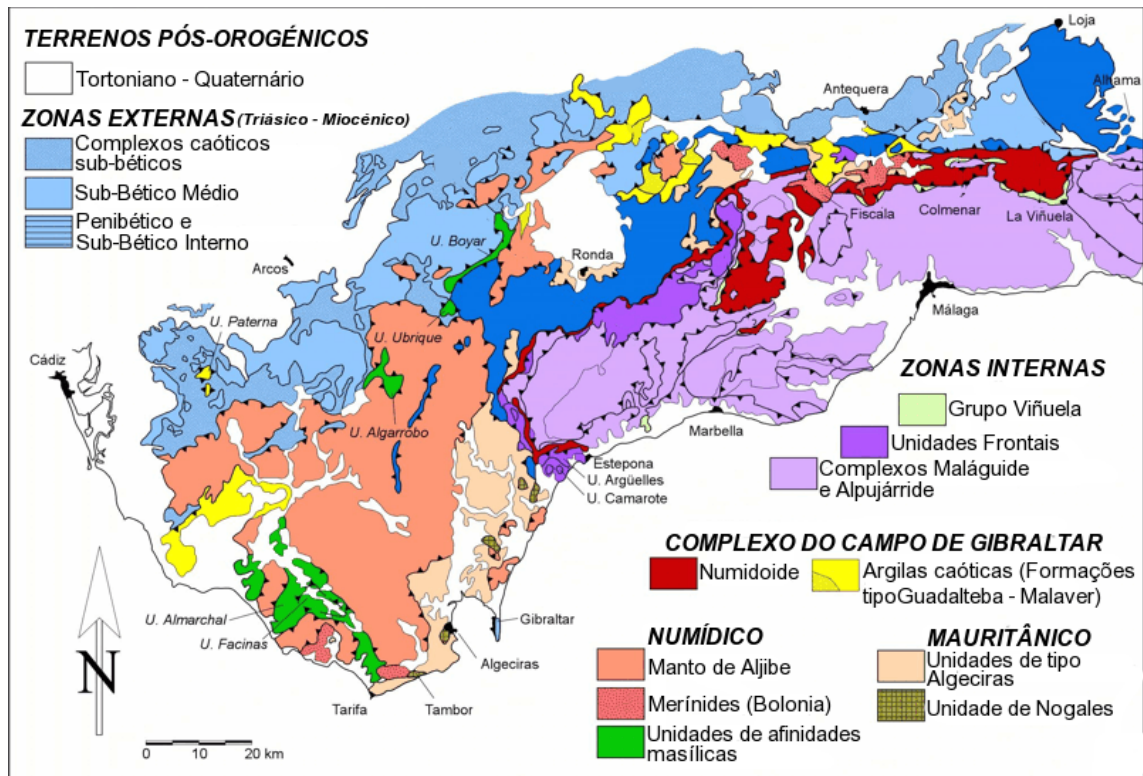 TERRENOS PÓS-OROGÉNICOS
Tortoniano - Quaternário
ZONAS EXTERNAS (Triásico - Miocénico)
Complexos caóticos
sub-béticos
Sub-Bético Médio
Penibético e
Sub-Bético Interno
Loja
Alhama
Antequera
U. Boyar
Ronda
Fiscala
Colmenar
La Viñuela
Arcos
U. Paterna
U. Ubrique
Málaga
Cádiz
U. Algarrobo
Marbella
Estepona
U. Argüelles
U. Camarote
U. Almarchal
U. Facinas
Gibraltar
Algeciras
Tarifa
Tambor
N
0 10 20 km
ZONAS INTERNAS
Grupo Viñuela
Unidades Frontais
Complexos Maláguide
e Alpujárride
COMPLEXO DO CAMPO DE GIBRALTAR
Numidoide
Argilas caóticas (Formações
tipoGuadalteba - Malaver)
NUMÍDICO
Manto de Aljibe
Merínides (Bolonia)
Unidades de afinidades
masílicas
MAURITÂNICO
Unidades de tipo
Algeciras
Unidade de Nogales